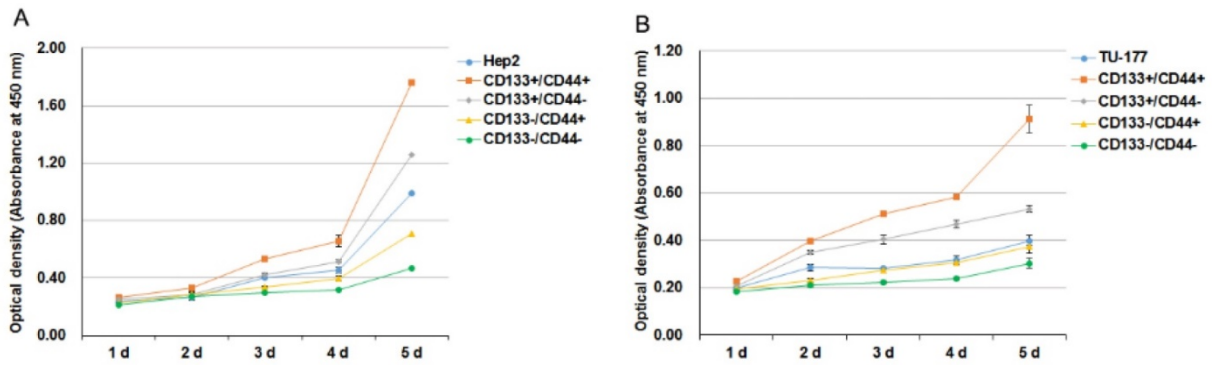 A
Optical density (Absorbance at 450 nm)
2.00
1.60
1.20
0.80
0.40
0.00
1 d 2 d 3 d 4 d 5 d
Hep2
CD133+/CD44+
CD133+/CD44-
CD133-/CD44+
CD133-/CD44-
B
Optical density (Absorbance at 450 nm)
1.20
1.00
0.80
0.60
0.40
0.20
0.00
1 d 2 d 3 d 4 d 5 d
TU-177
CD133+/CD44+
CD133+/CD44-
CD133-/CD44+
CD133-/CD44-